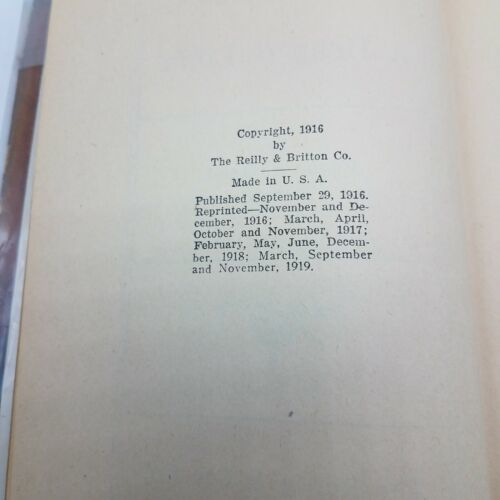 Copyright, 1916
by
The Reilly & Britton Co.
Made in U. S. A.
Published September 29, 1916.
Reprinted—November and De-
cember, 1916; March, April,
October and November, 1917;
February, May, June, Decem-
ber, 1918; March, September
and November, 1919.